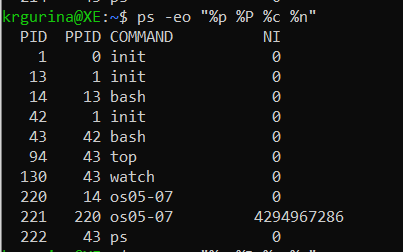 krgurina@XE:~$ ps -eo "%p %P %c %n"
PID PPID COMMAND NI
1 0 init 0
13 1 init 0
14 13 bash 0
42 1 init 0
43 42 bash 0
94 43 top 0
130 43 watch 0
220 14 os05-07 0
221 220 os05-07 4294967286
222 43 ps 0